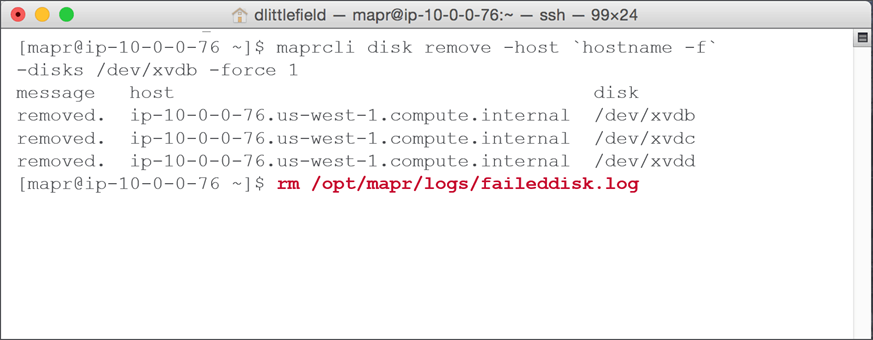 dlittlefield — mapr@ip-10-0-0-76:~ — ssh — 99×24
[mapr@ip-10-0-0-76 ~]$ maprcli disk remove -host `hostname -f`
-disks /dev/xvdb -force 1
message host disk
removed. ip-10-0-0-76.us-west-1.compute.internal /dev/xvdb
removed. ip-10-0-0-76.us-west-1.compute.internal /dev/xvdc
removed. ip-10-0-0-76.us-west-1.compute.internal /dev/xvdd
[mapr@ip-10-0-0-76 ~]$ rm /opt/mapr/logs/faileddisk.log